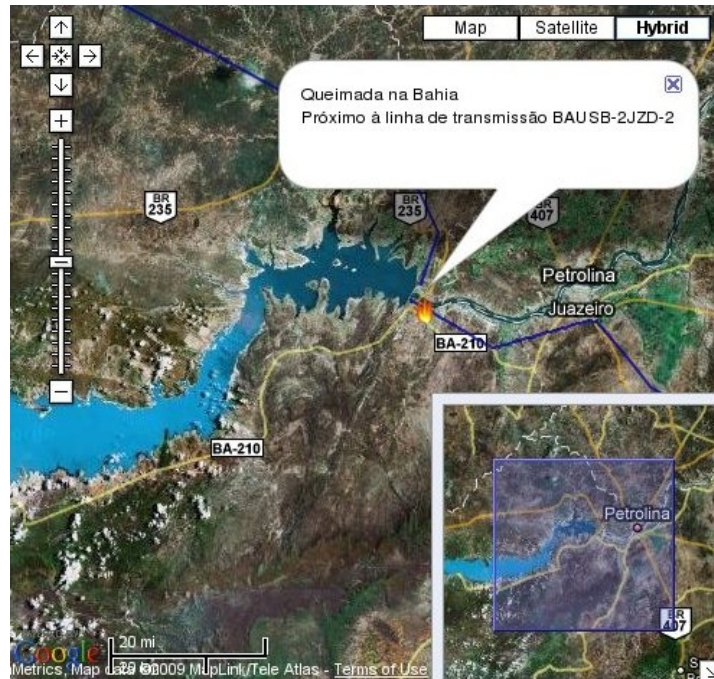 Map
Satellite
Hybrid
Queimada na Bahia
Próximo à linha de transmissão BAUSB-2JZD-2
BR
235
BR
235
BR
407
Petrolina
Juazeiro
BA-210
BA-210
Petrolina
BR
407
20 mi
Google
Metrics, Map data ©2009 MapLink/Tele Atlas - Terms of Use